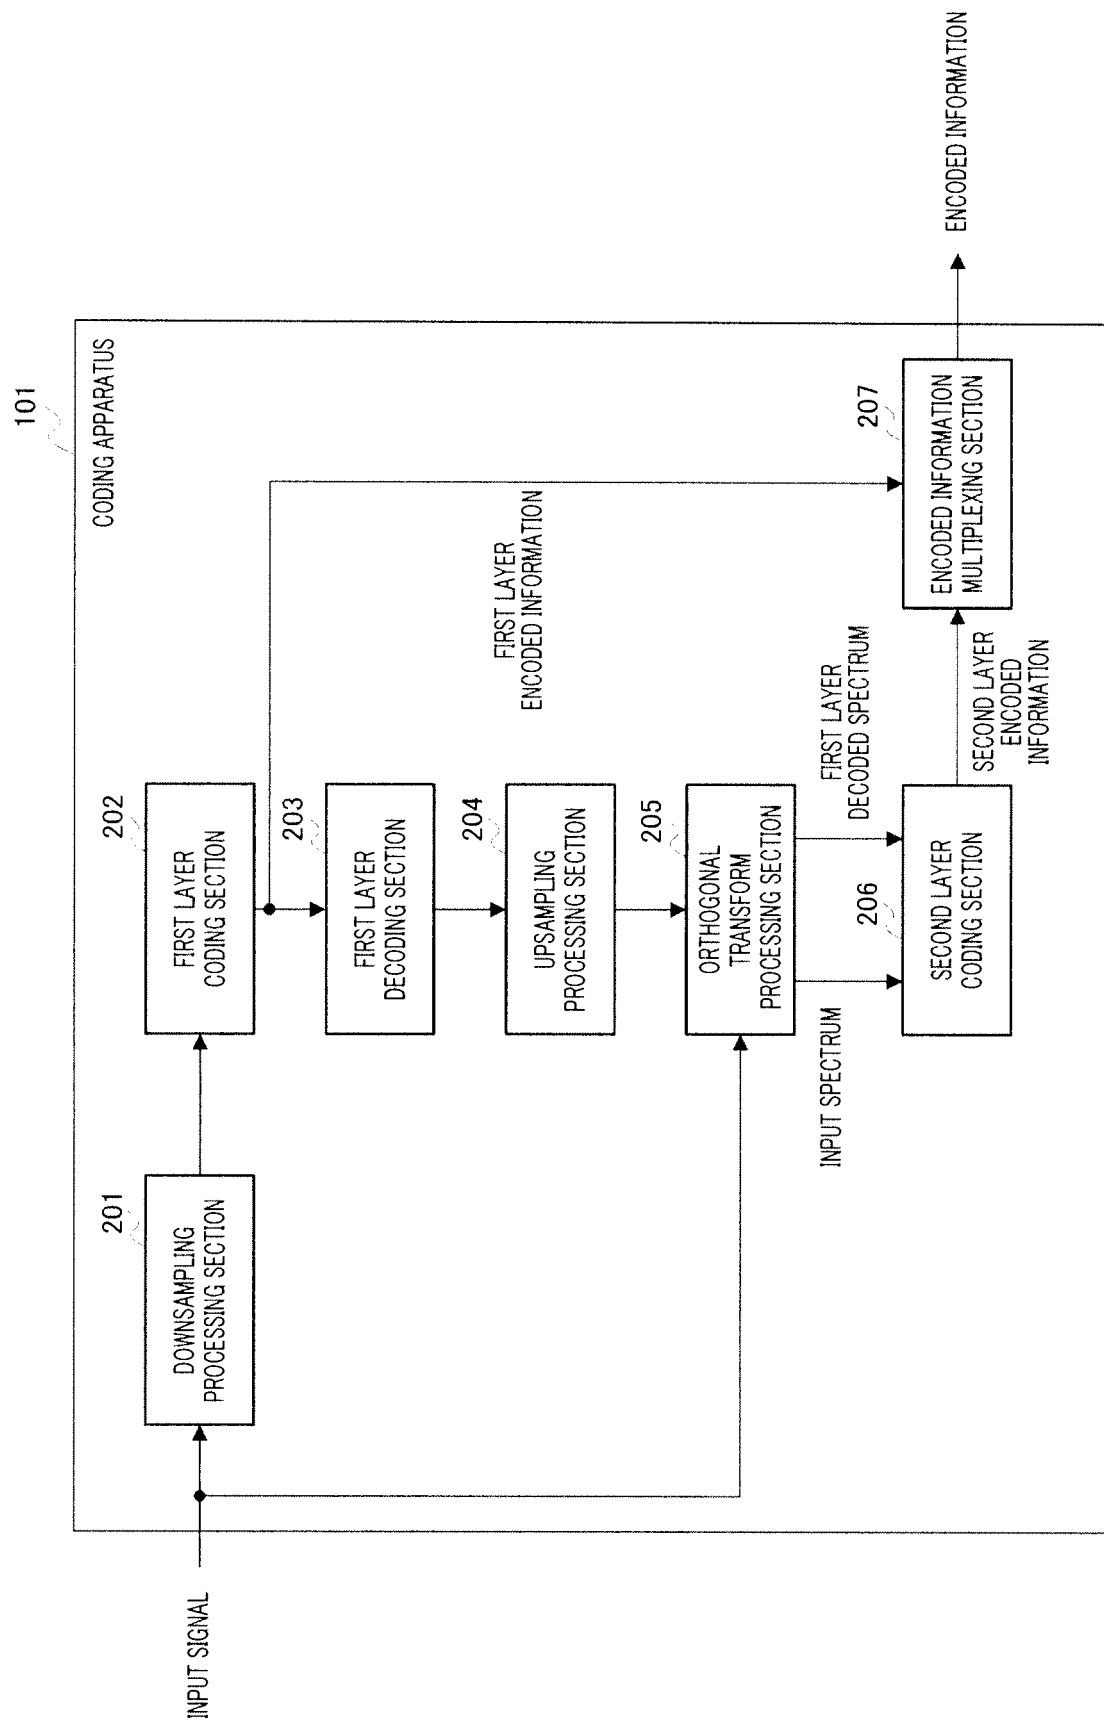 101
CODING APPARATUS
INPUT SIGNAL
201
DOWNSAMPLING
PROCESSING SECTION
202
FIRST LAYER
CODING SECTION
203
FIRST LAYER
DECODING SECTION
FIRST LAYER
ENCODED INFORMATION
204
UPSAMPLING
PROCESSING SECTION
205
ORTHOGONAL
TRANSFORM
PROCESSING SECTION
INPUT SPECTRUM
FIRST LAYER
DECODED SPECTRUM
206
SECOND LAYER
CODING SECTION
SECOND LAYER
ENCODED
INFORMATION
207
ENCODED INFORMATION
MULTIPLEXING SECTION
ENCODED INFORMATION